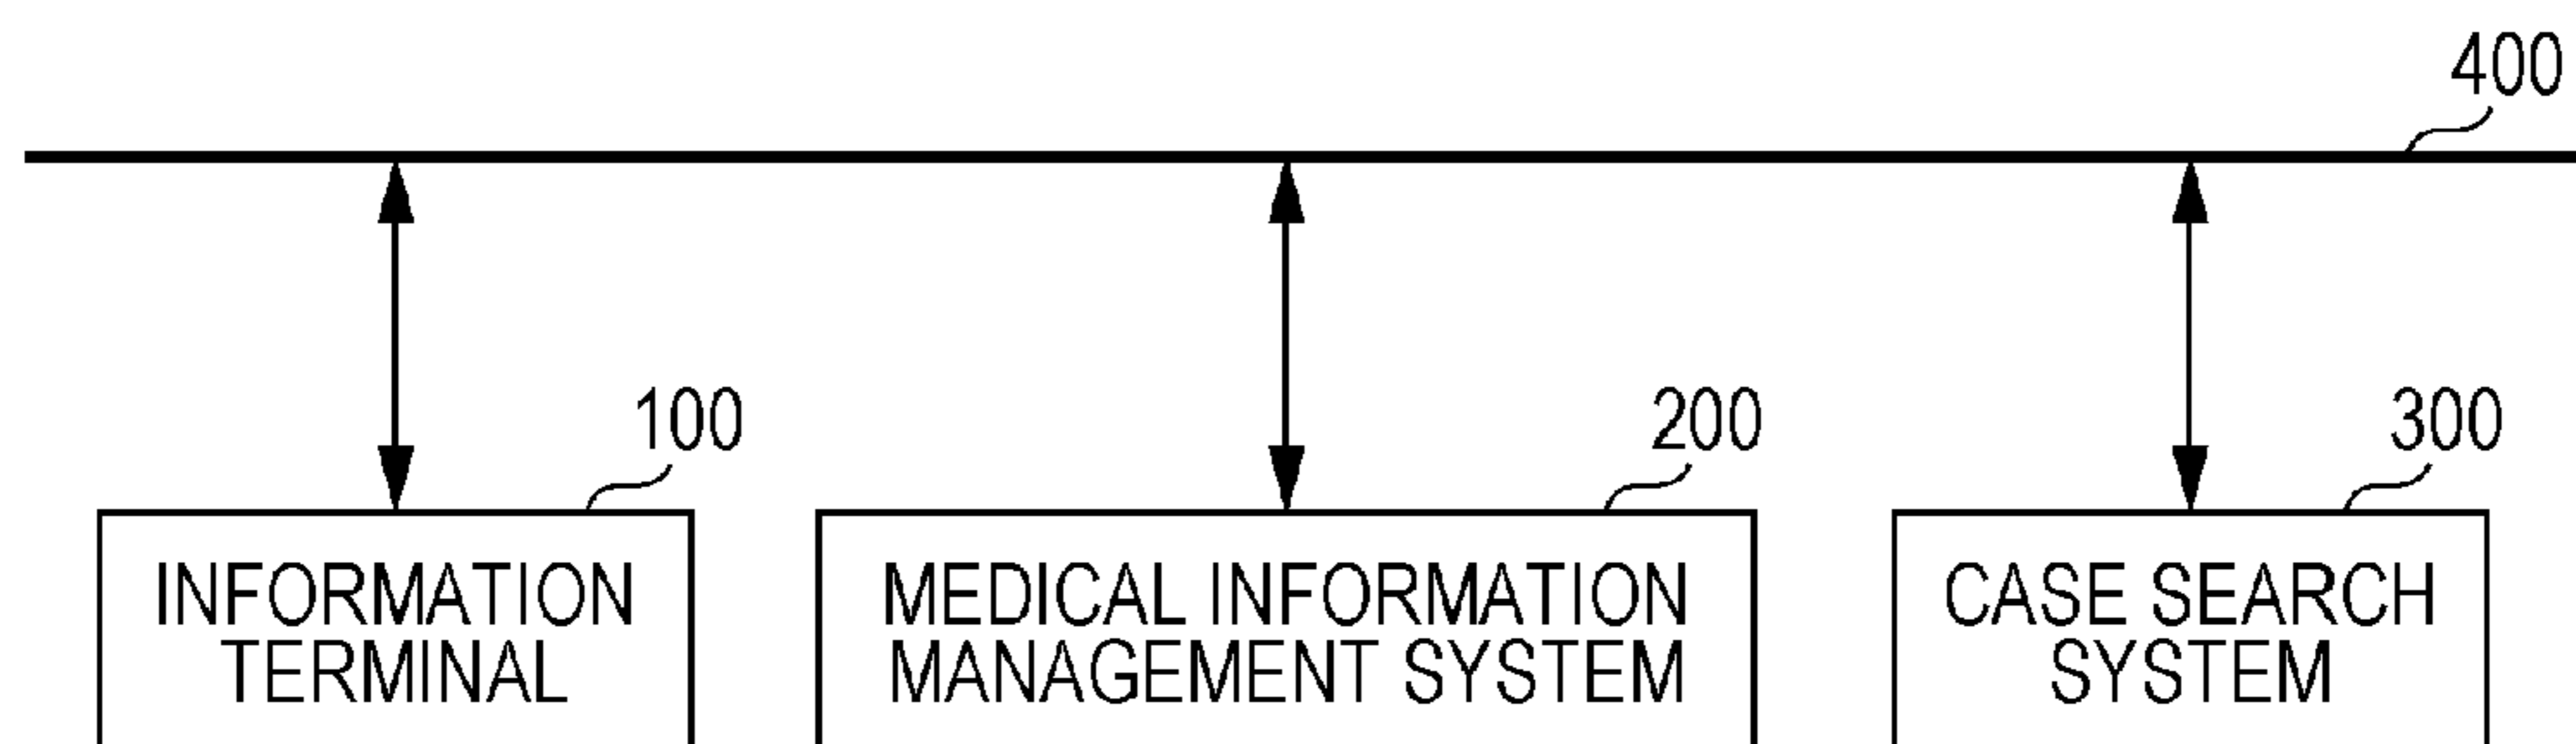 400
100
200
300
INFORMATION
TERMINAL
MEDICAL INFORMATION
MANAGEMENT SYSTEM
CASE SEARCH
SYSTEM